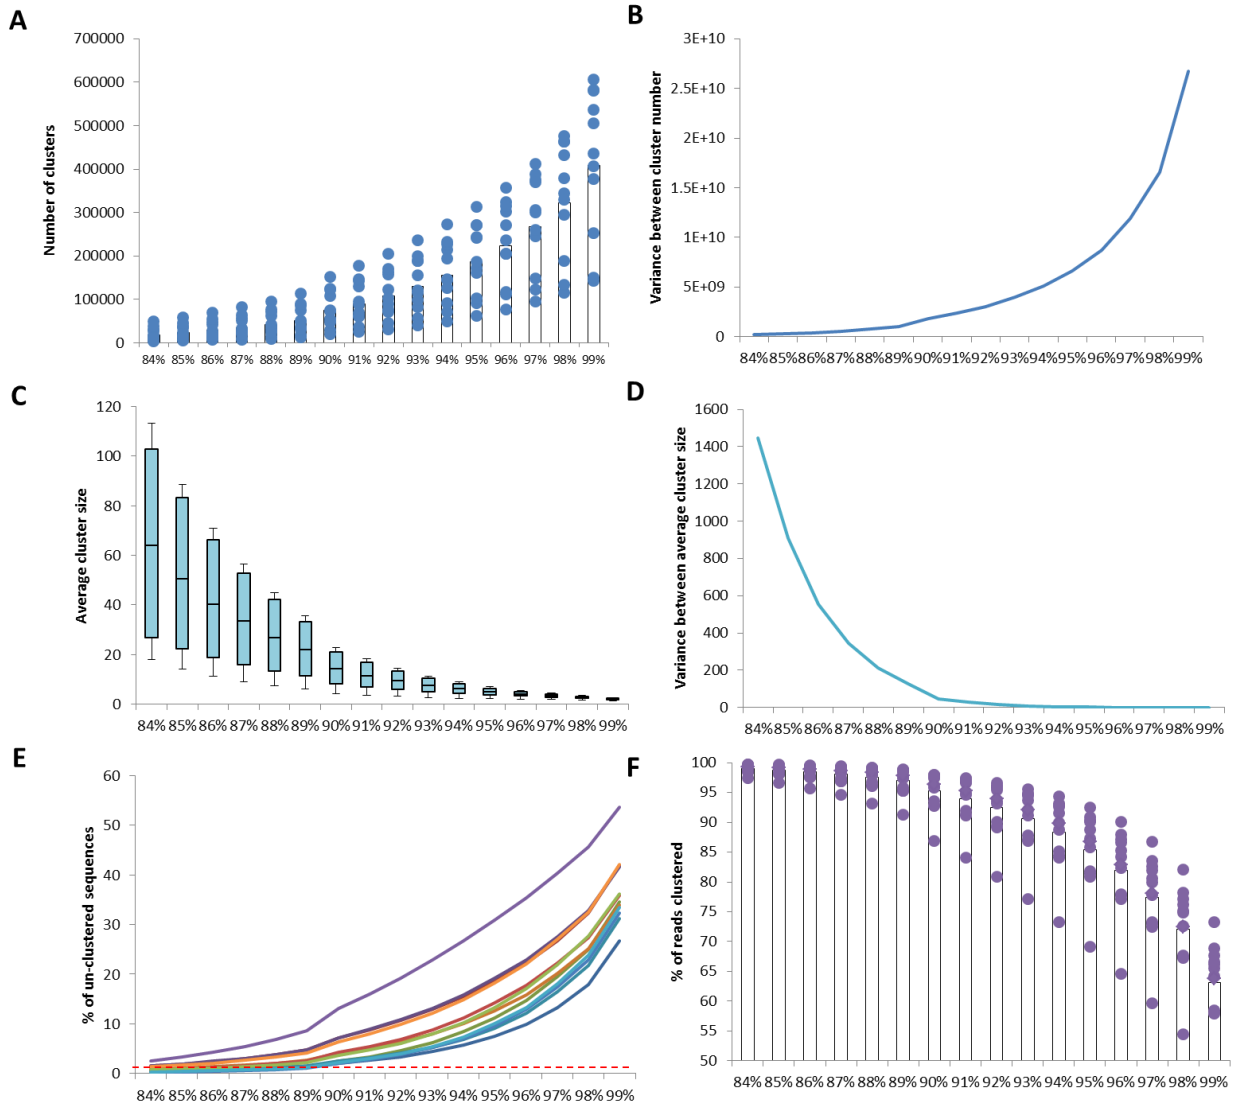 A
Number of clusters
700000
600000
500000
400000
300000
200000
100000
0
84% 85% 86% 87% 88% 89% 90% 91% 92% 93% 94% 95% 96% 97% 98% 99%
B
Variance between cluster number
3E+10
2.5E+10
2E+10
1.5E+10
1E+10
5E+09
0
84%85%86%87%88%89%90%91%92%93%94%95%96%97%98%99%
C
Average cluster size
120
100
80
60
40
20
0
84% 85% 86% 87% 88% 89% 90% 91% 92% 93% 94% 95% 96% 97% 98% 99%
D
Variance between average cluster size
1600
1400
1200
1000
800
600
400
200
0
84%85%86%87%88%89%90%91%92%93%94%95%96%97%98%99%
E
% of un-clustered sequences
60
50
40
30
20
10
0
84% 85% 86% 87% 88% 89% 90% 91% 92% 93% 94% 95% 96% 97% 98% 99%
F
% of reads clustered
100
95
90
85
80
75
70
65
60
55
50
84% 85% 86% 87% 88% 89% 90% 91% 92% 93% 94% 95% 96% 97% 98% 99%